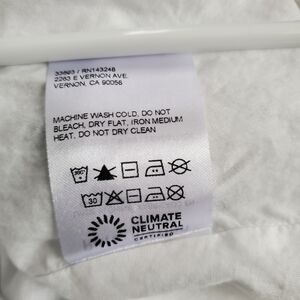 33893 / RN143248
2263 E VERNON AVE.
VERNON, CA 90058
MACHINE WASH COLD, DO NOT
BLEACH, DRY FLAT, IRON MEDIUM
HEAT. DO NOT DRY CLEAN
30
CLIMATE
NEUTRAL
CERTIFIED